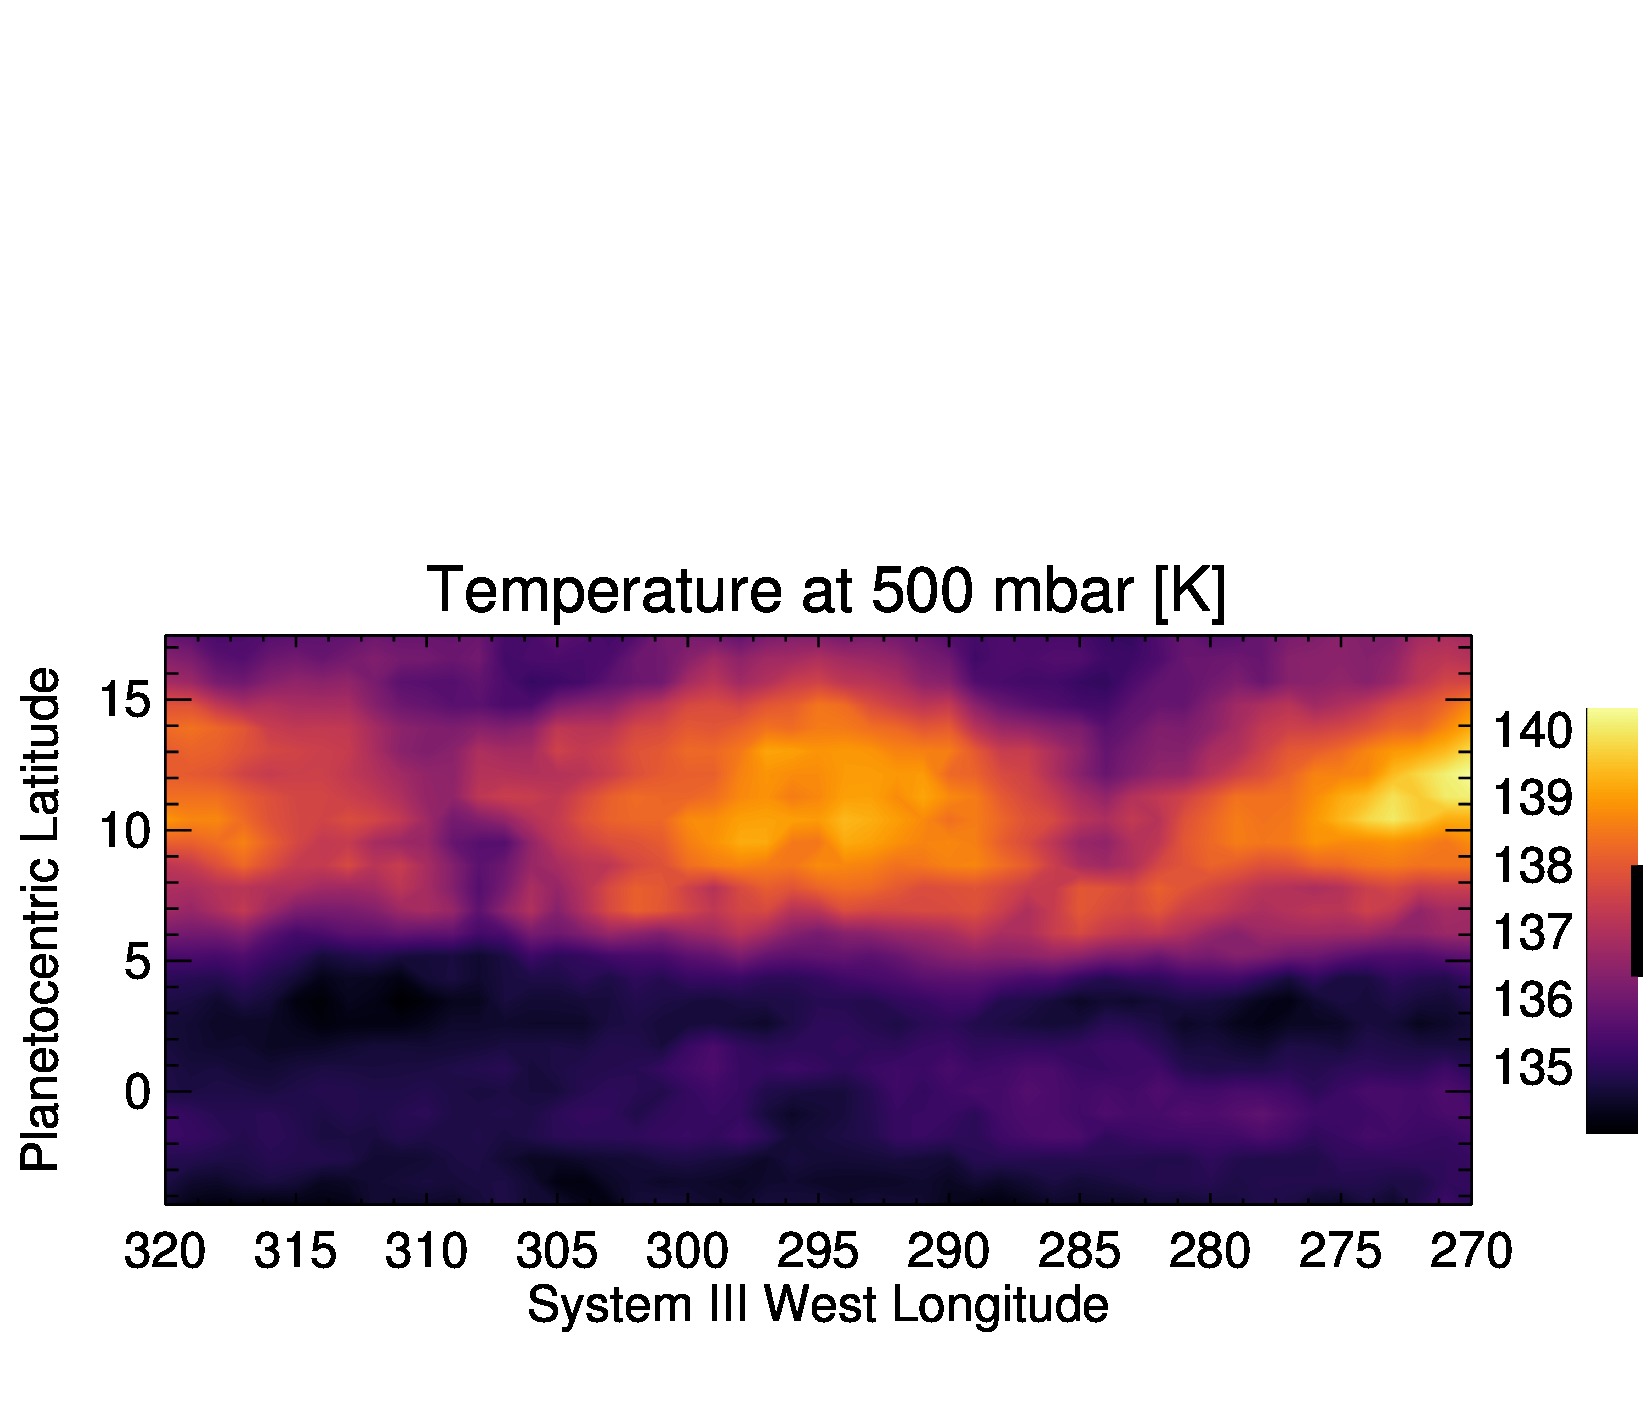 Temperature at 500 mbar [K]
Planetocentric Latitude
15
10
5
0
320 315 310 305 300 295 290 285 280 275 270
System III West Longitude
140
139
138
137
136
135